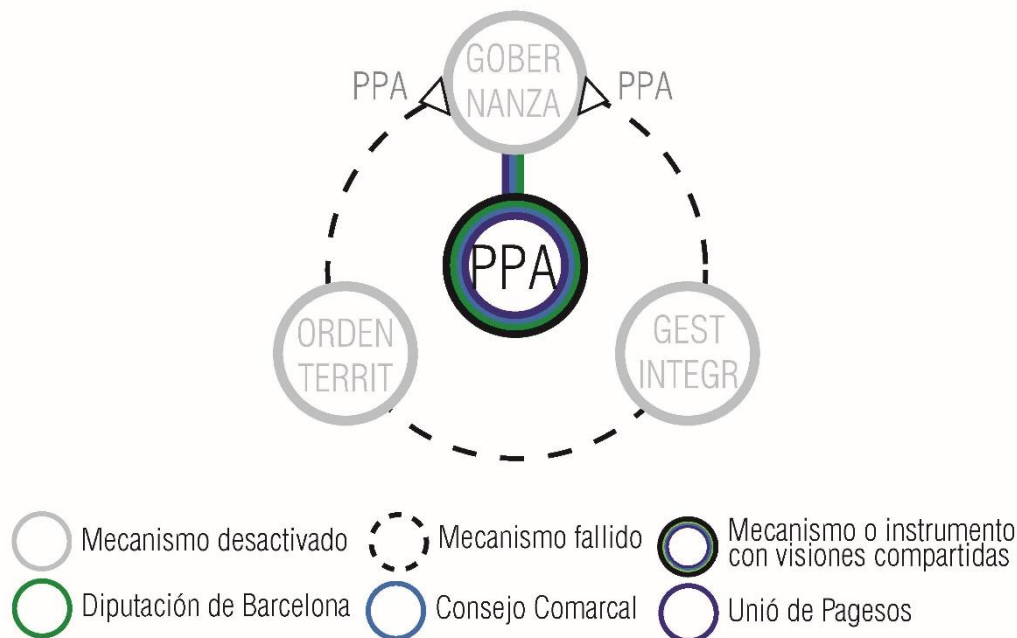 GOBER
NANZA
PPA
PPA
PPA
ORDEN
TERRIT
GEST
INTEGR
Mecanismo desactivado
Mecanismo fallido
Mecanismo o instrumento
con visiones compartidas
Diputación de Barcelona
Consejo Comarcal
Unió de Pagesos